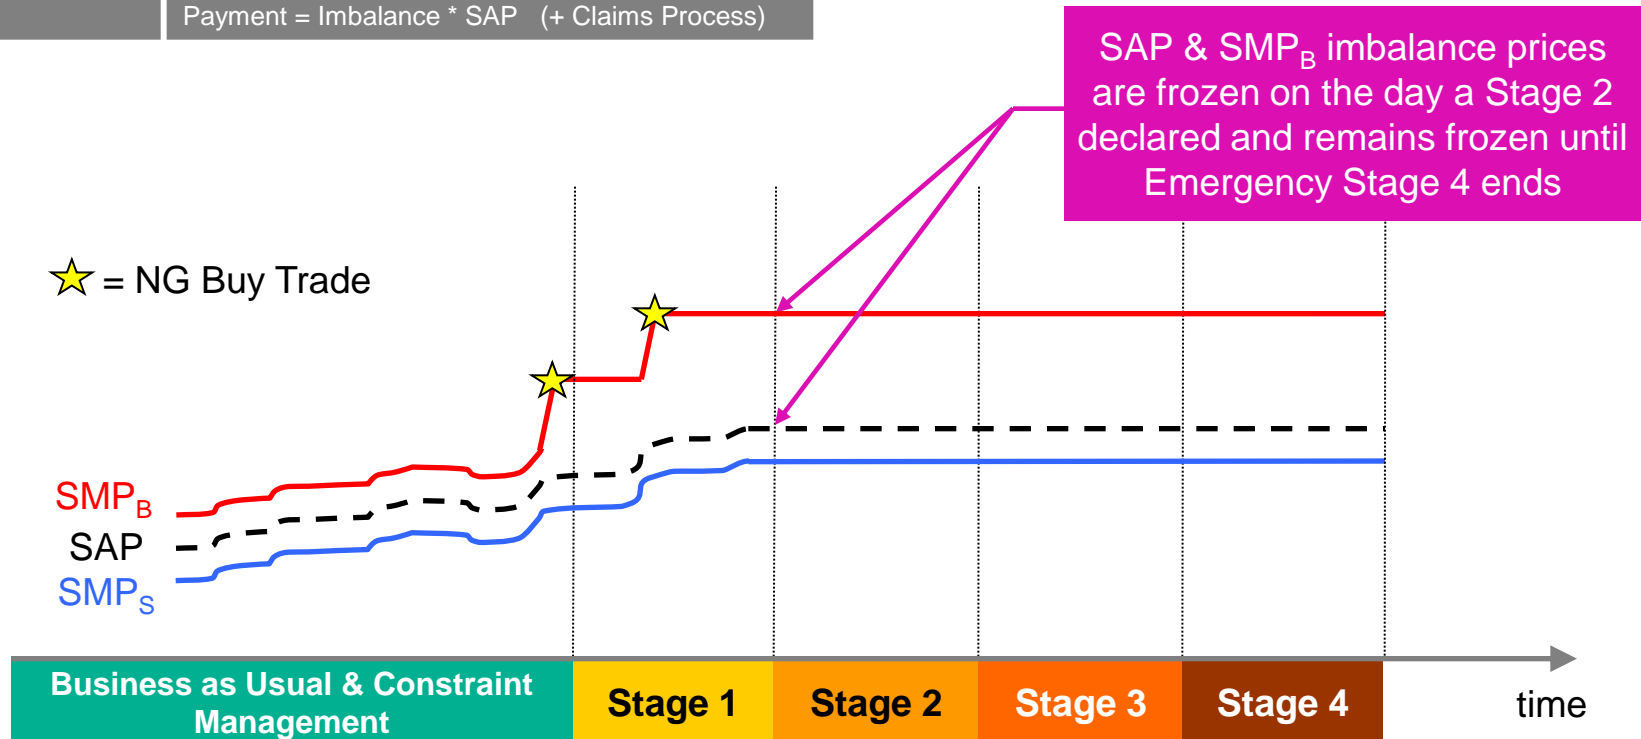 Payment = Imbalance * SAP (+ Claims Process)
SAP & SMPB imbalance prices
are frozen on the day a Stage 2
declared and remains frozen until
Emergency Stage 4 ends
= NG Buy Trade
SMPB
SAP
SMPS
Business as Usual & Constraint
Management
Stage 1
Stage 2
Stage 3
Stage 4
time